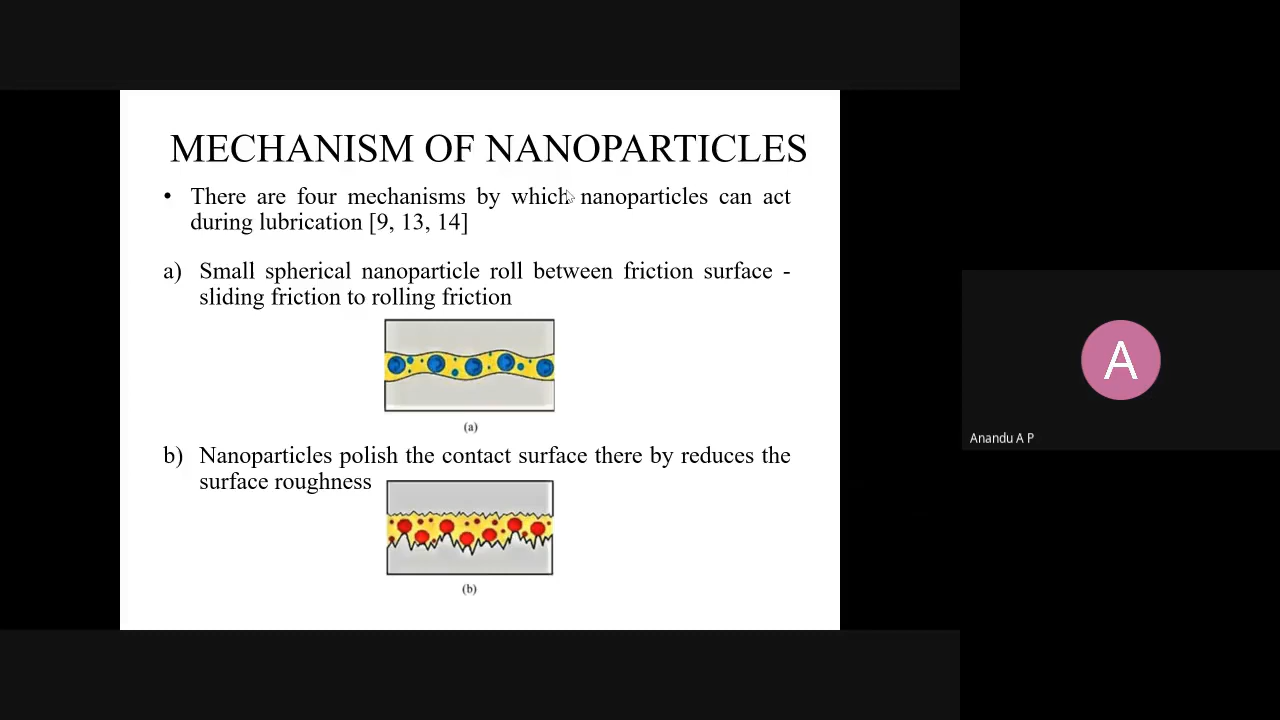 MECHANISM OF NANOPARTICLES
• There are four mechanisms by which nanoparticles can act
during lubrication [9, 13, 14]
a) Small spherical nanoparticle roll between friction surface -
sliding friction to rolling friction
(a)
b) Nanoparticles polish the contact surface there by reduces the
surface roughness
(b)
A
Anandu A P